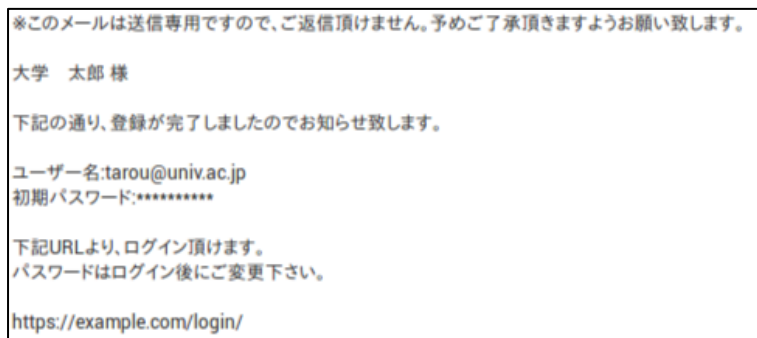 ※このメールは送信専用ですので、ご返信頂けません。予めご了承頂きますようお願い致します。
大学　太郎 様
下記の通り、登録が完了しましたのでお知らせ致します。
ユーザー名:tarou@univ.ac.jp
初期パスワード:**********
下記URLより、ログイン頂けます。
パスワードはログイン後にご変更下さい。
https://example.com/login/